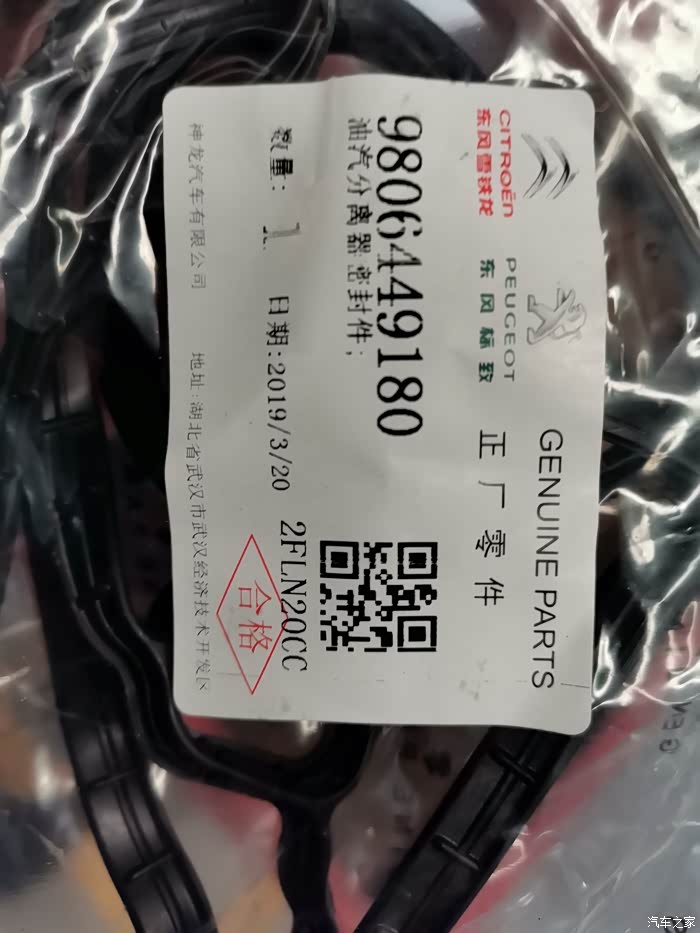 CITROËN
东风雪铁龙
PEUGEOT
东风标致
GENUINE PARTS
正厂零件
9806449180
油汽分离器密封件;
数量: 1
日期:2019/3/20
2FLN20CC
合格
神龙汽车有限公司
地址:湖北省武汉市武汉经济技术开发区
汽车之家